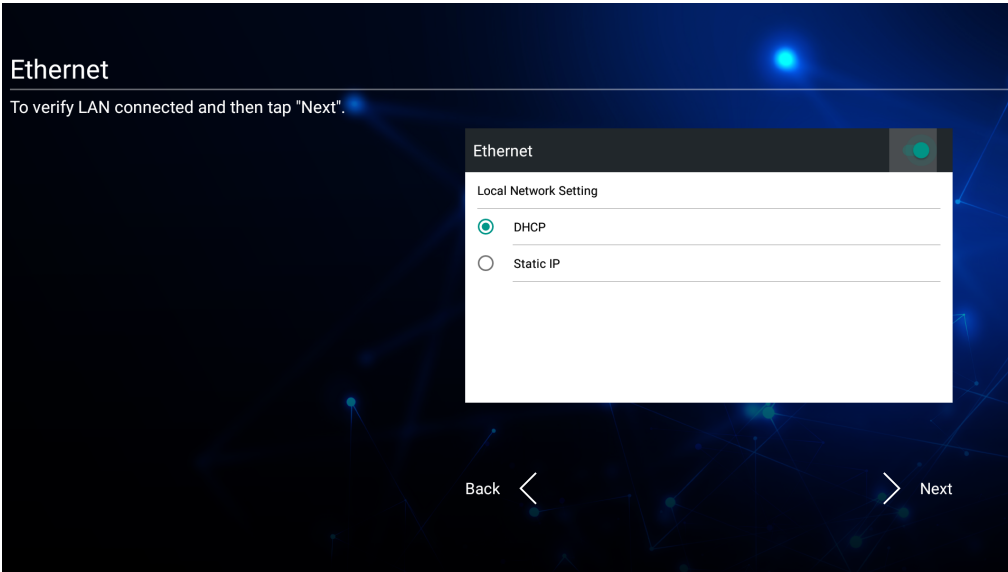 Ethernet
To verify LAN connected and then tap "Next".
Ethernet
Local Network Setting
DHCP
Static IP
Back
Next